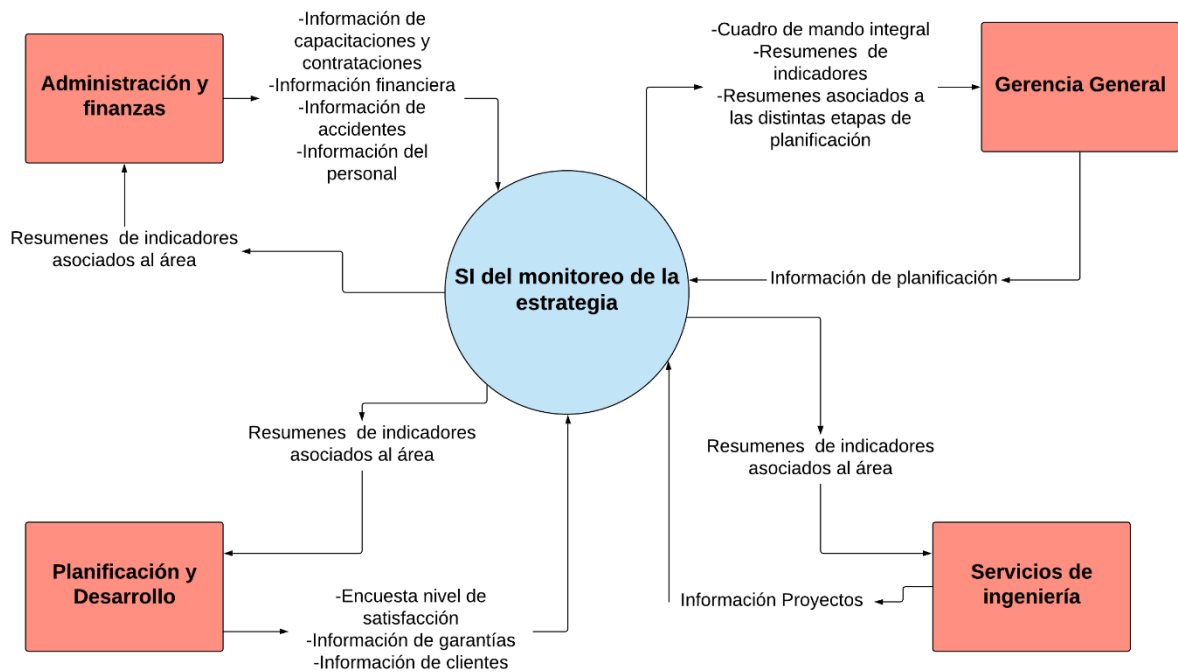 Administración y
finanzas
-Información de
capacitaciones y
contrataciones
-Información financiera
-Información de
accidentes
-Información del
personal
-Cuadro de mando integral
-Resumenes de
indicadores
-Resumenes asociados a
las distintas etapas de
planificación
Gerencia General
Resumenes de indicadores
asociados al área
SI del monitoreo de la
estrategia
Información de planificación
Resumenes de indicadores
asociados al área
Resumenes de indicadores
asociados al área
Planificación y
Desarrollo
-Encuesta nivel de
satisfacción
-Información de garantías
-Información de clientes
Información Proyectos
Servicios de
ingeniería